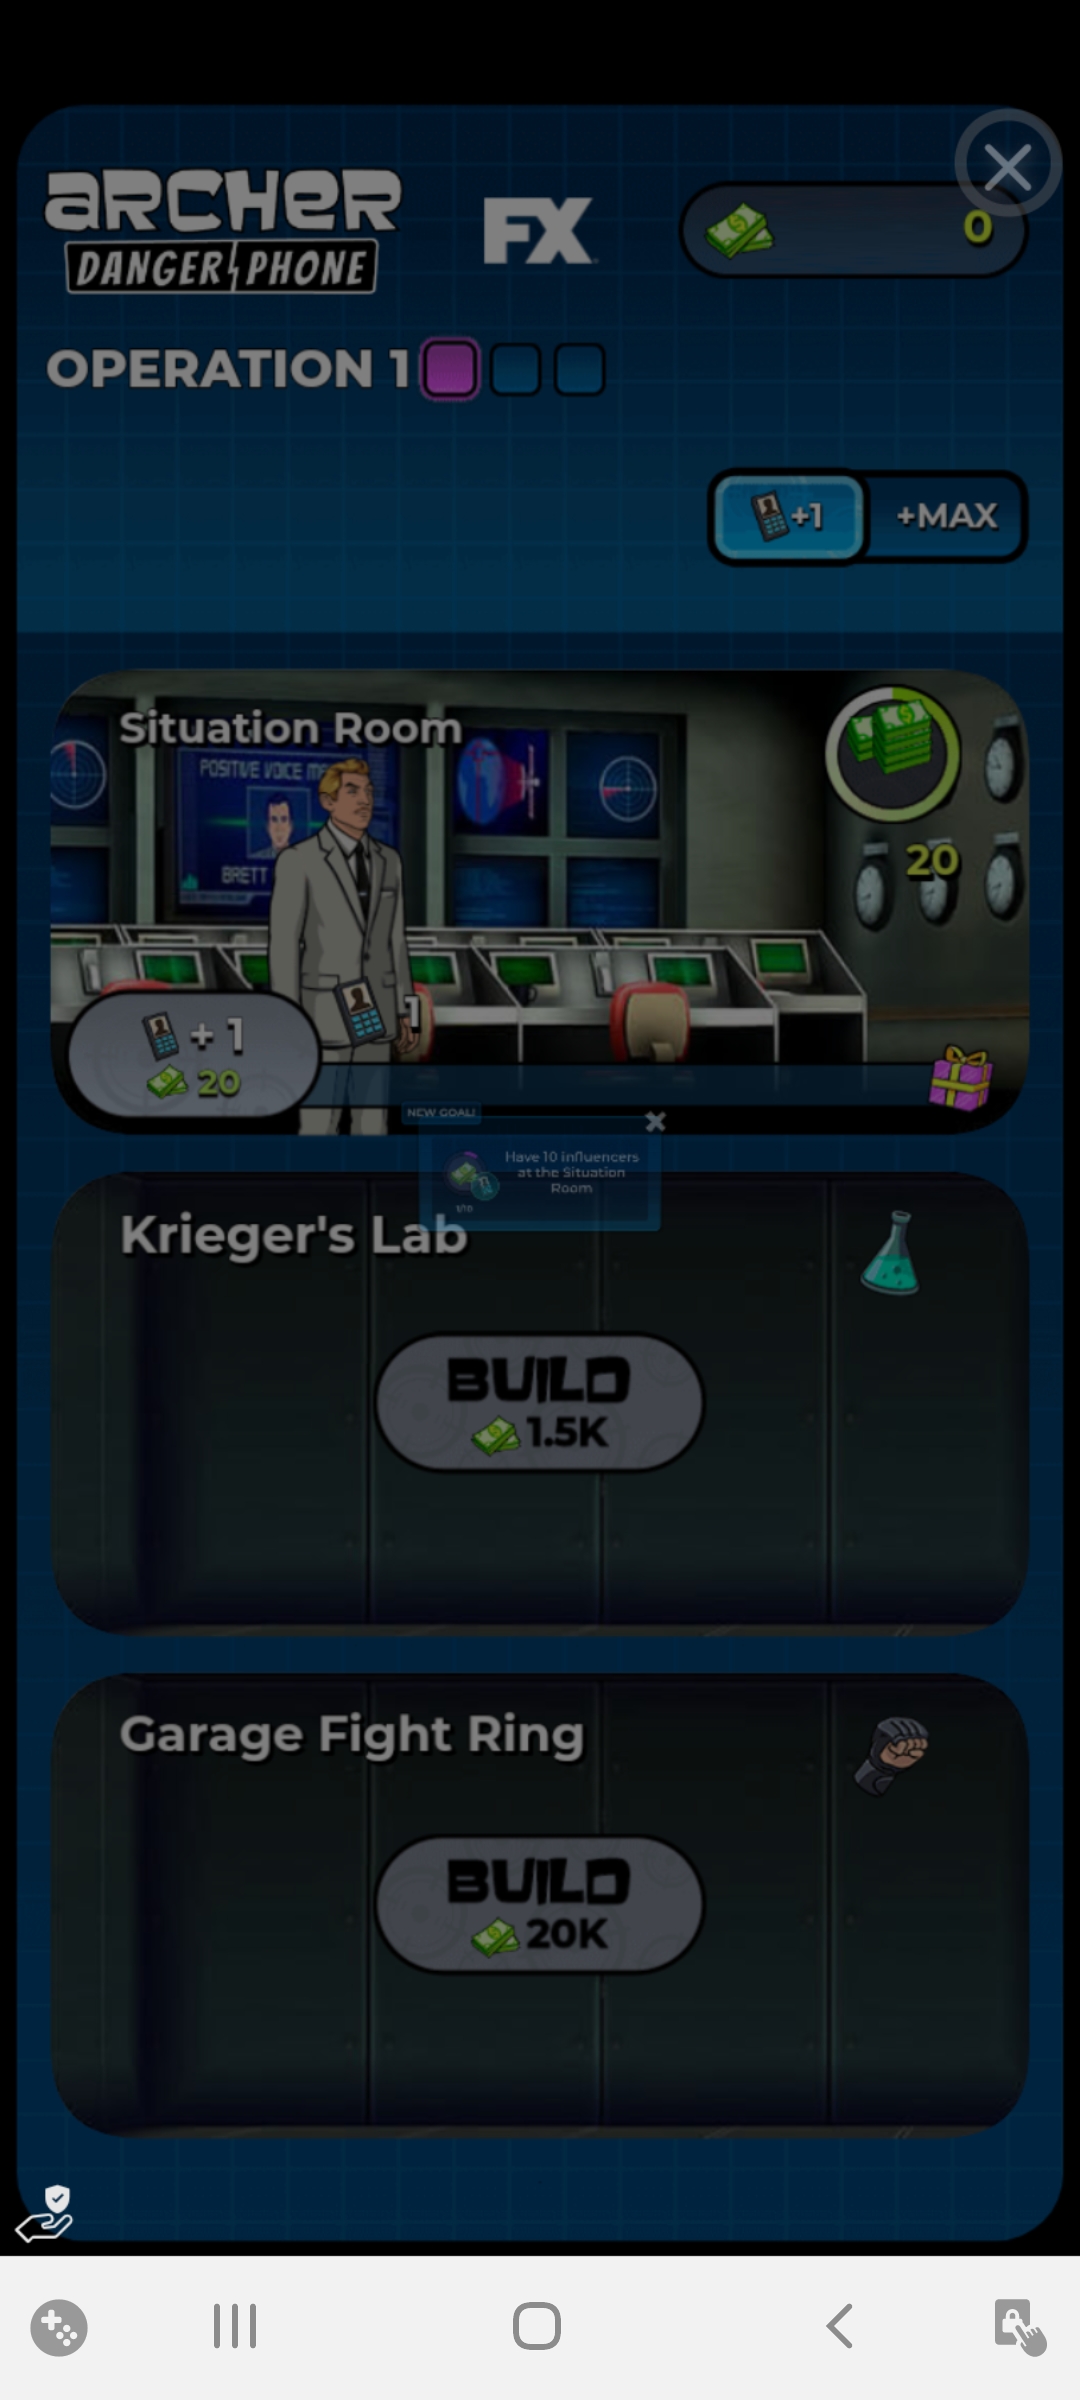 ARCHER
DANGER PHONE
FX
0
OPERATION 1
+1
+MAX
Situation Room
POSITIVE VOICE
BRETT
20
1
+ 1
20
NEW GOAL!
Have 10 influencers
at the Situation
Room
1/10
Krieger's Lab
BUILD
1.5K
Garage Fight Ring
BUILD
20K